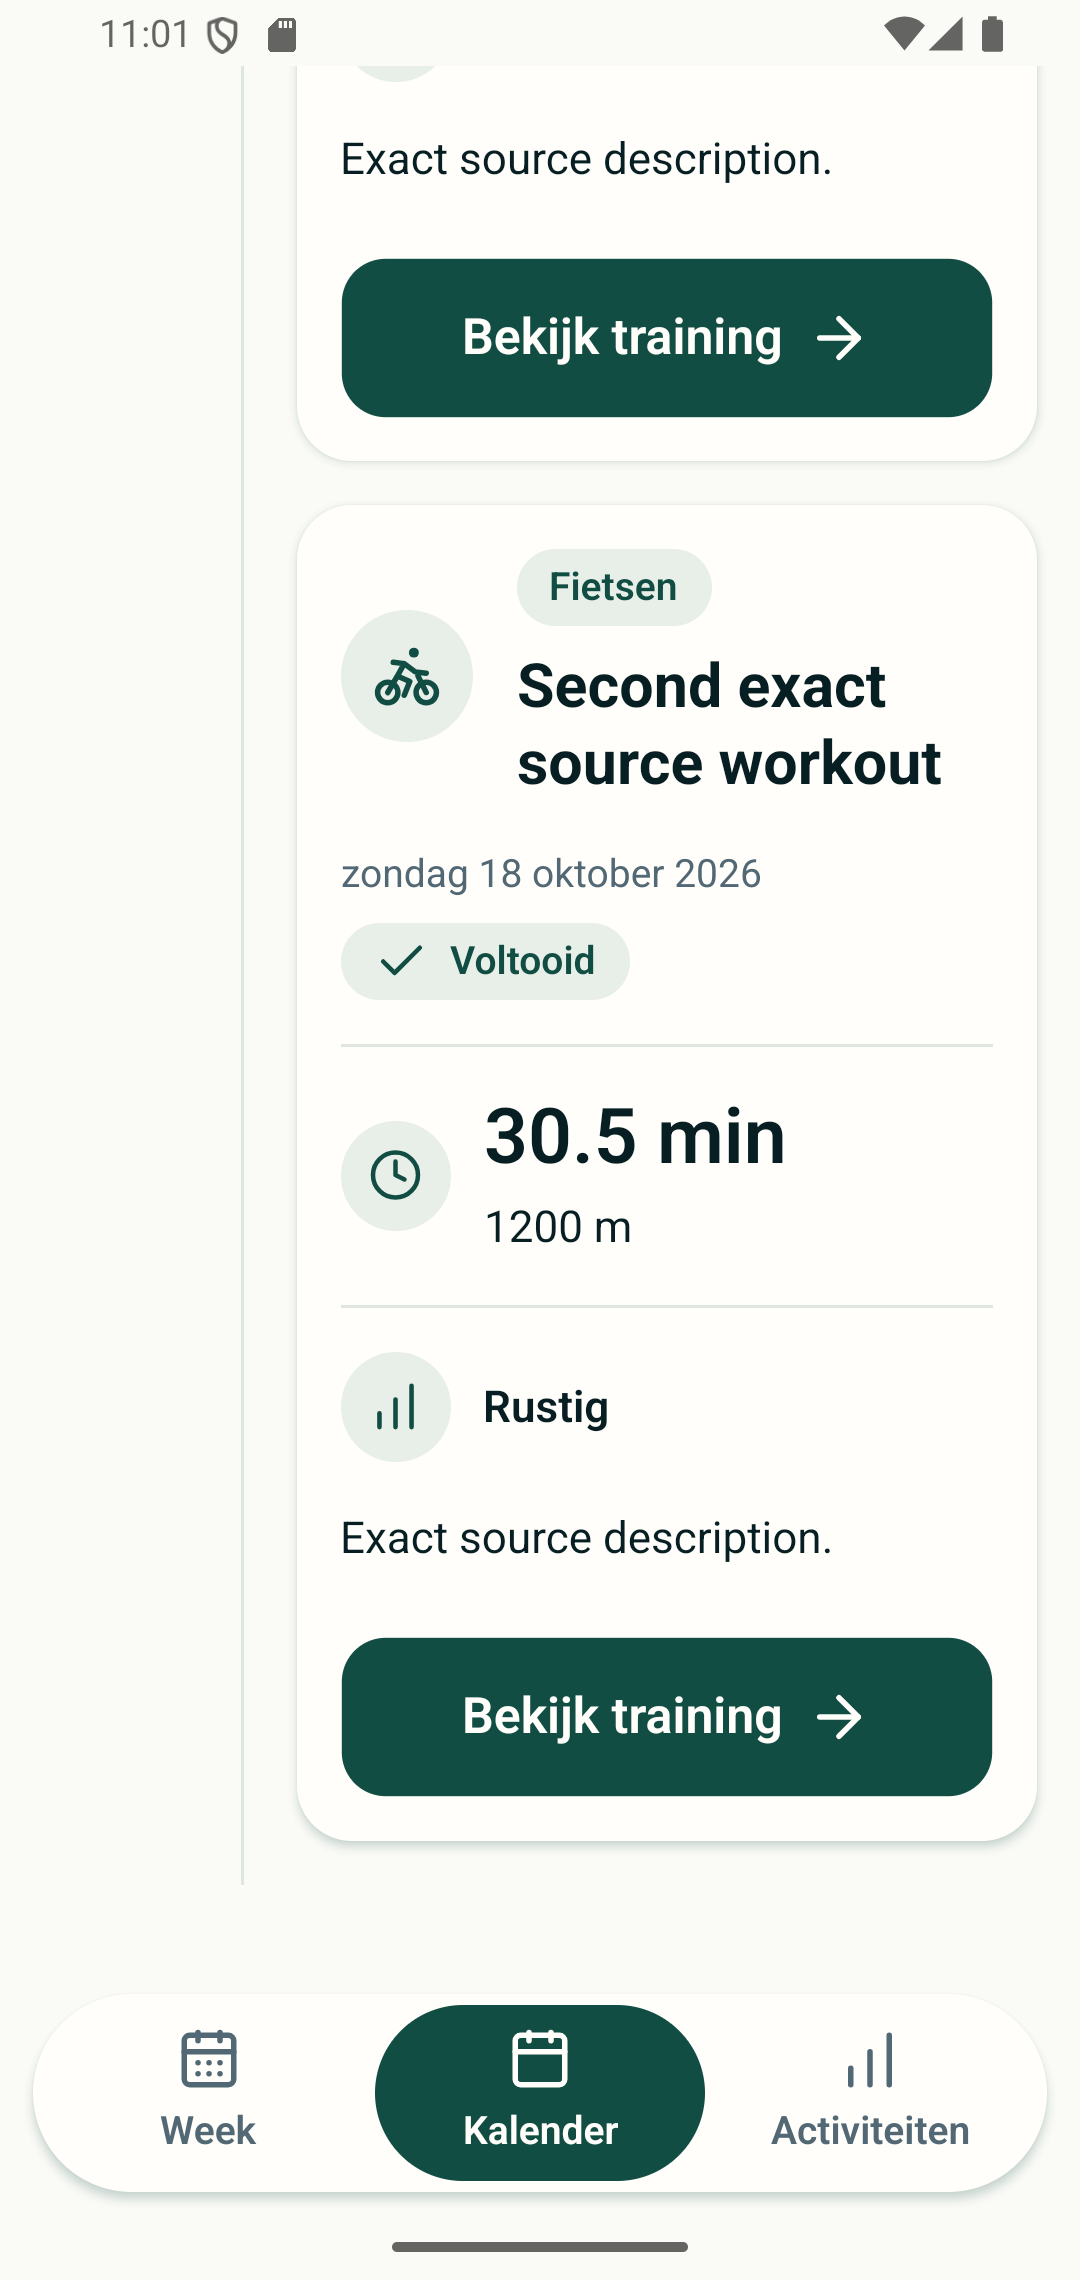 11:01
Exact source description.
Bekijk training
Fietsen
Second exact
source workout
zondag 18 oktober 2026
Voltooid
30.5 min
1200 m
Rustig
Exact source description.
Bekijk training
Week
Kalender
Activiteiten